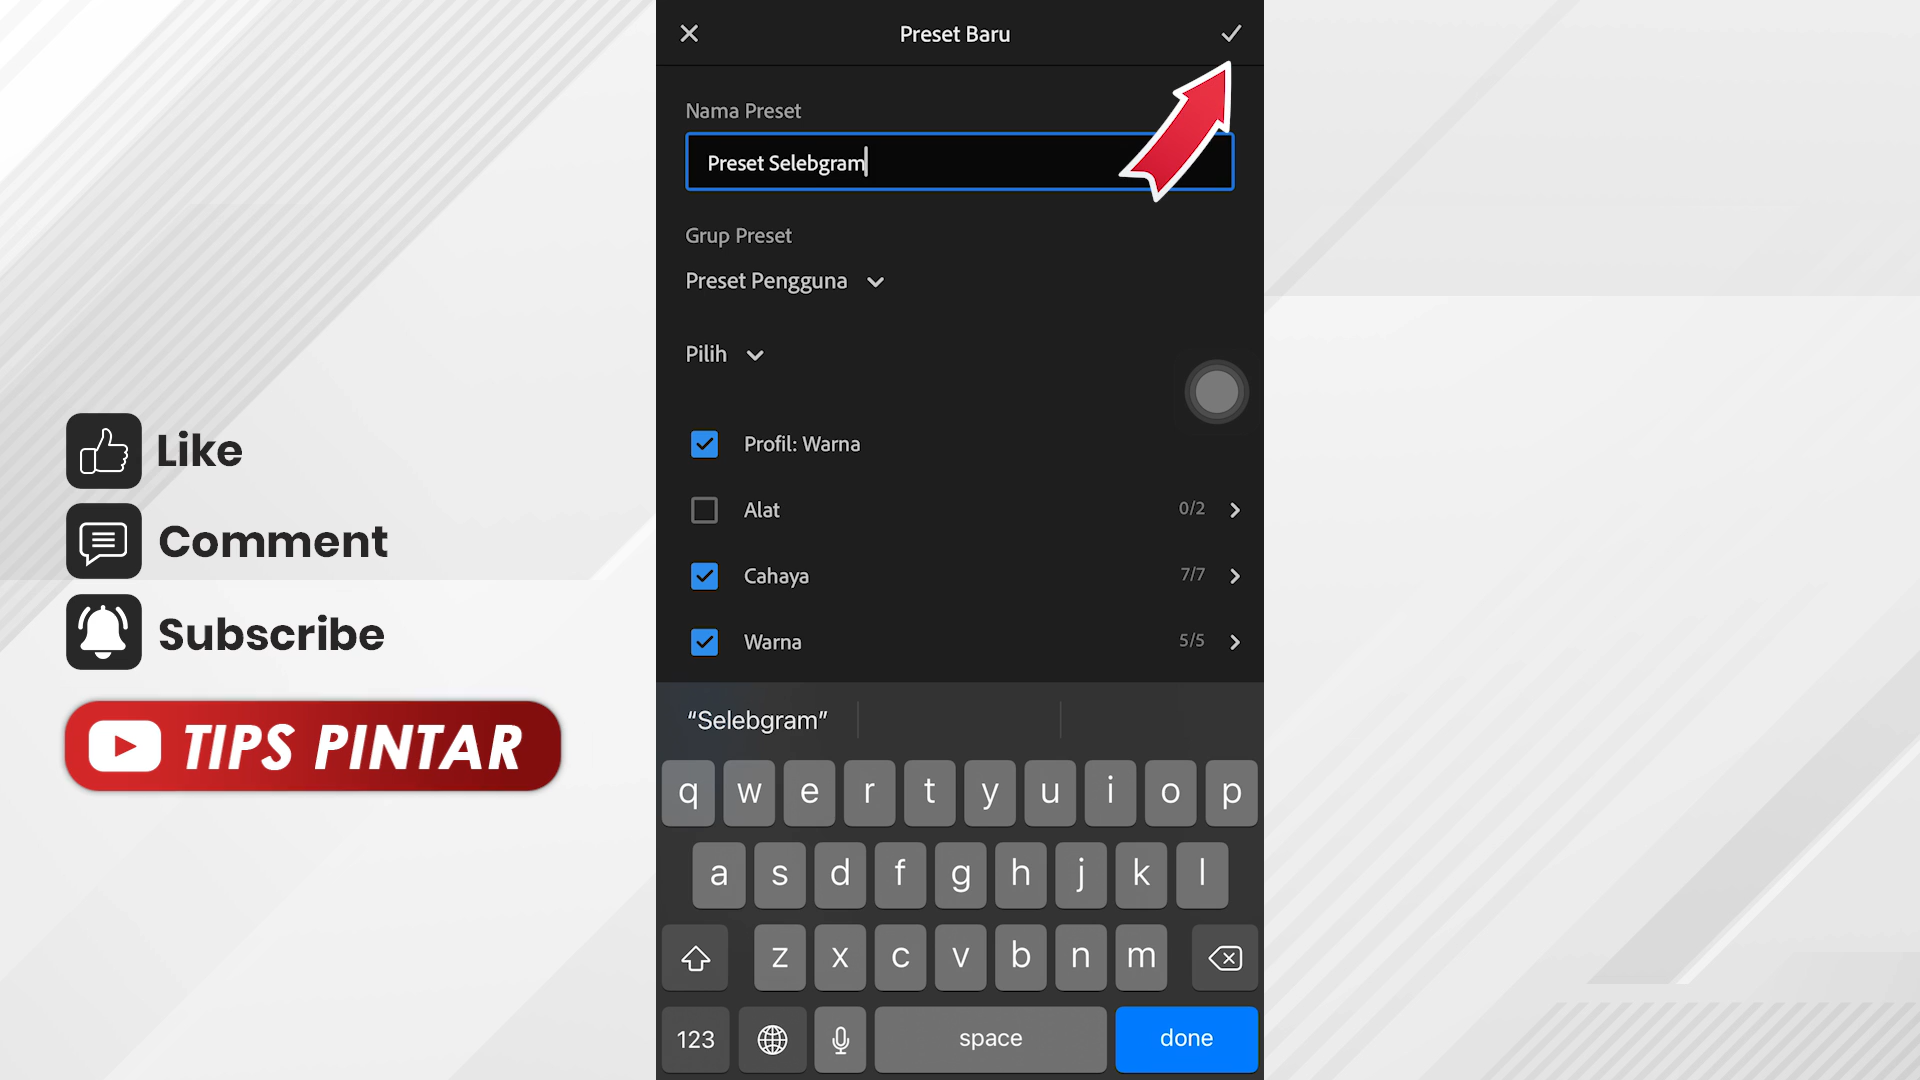 Preset Baru
Nama Preset
Preset Selebgram
Grup Preset
Preset Pengguna
Pilih
Profil: Warna
Alat 0/2
Cahaya 7/7
Warna 5/5
Like
Comment
Subscribe
TIPS PINTAR
“Selebgram”
q w e r t y u i o p
a s d f g h j k l
z x c v b n m
123 space done